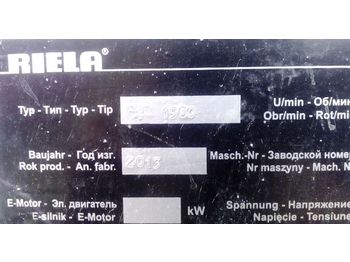 RIELA®
Typ - Тип - Typ - Tip
1900
U/min - Об/мин
Obr/min - Rot/mi
Baujahr - Год изг.
Rok prod. - An. fabr.
2013
Masch.-Nr - Заводской номе
Nr maszyny - Mach. N
E-Motor - Эл. двигатель
E-silnik - E-Motor
kW
Spannung - Напряжение
Napięcie - Tensiune